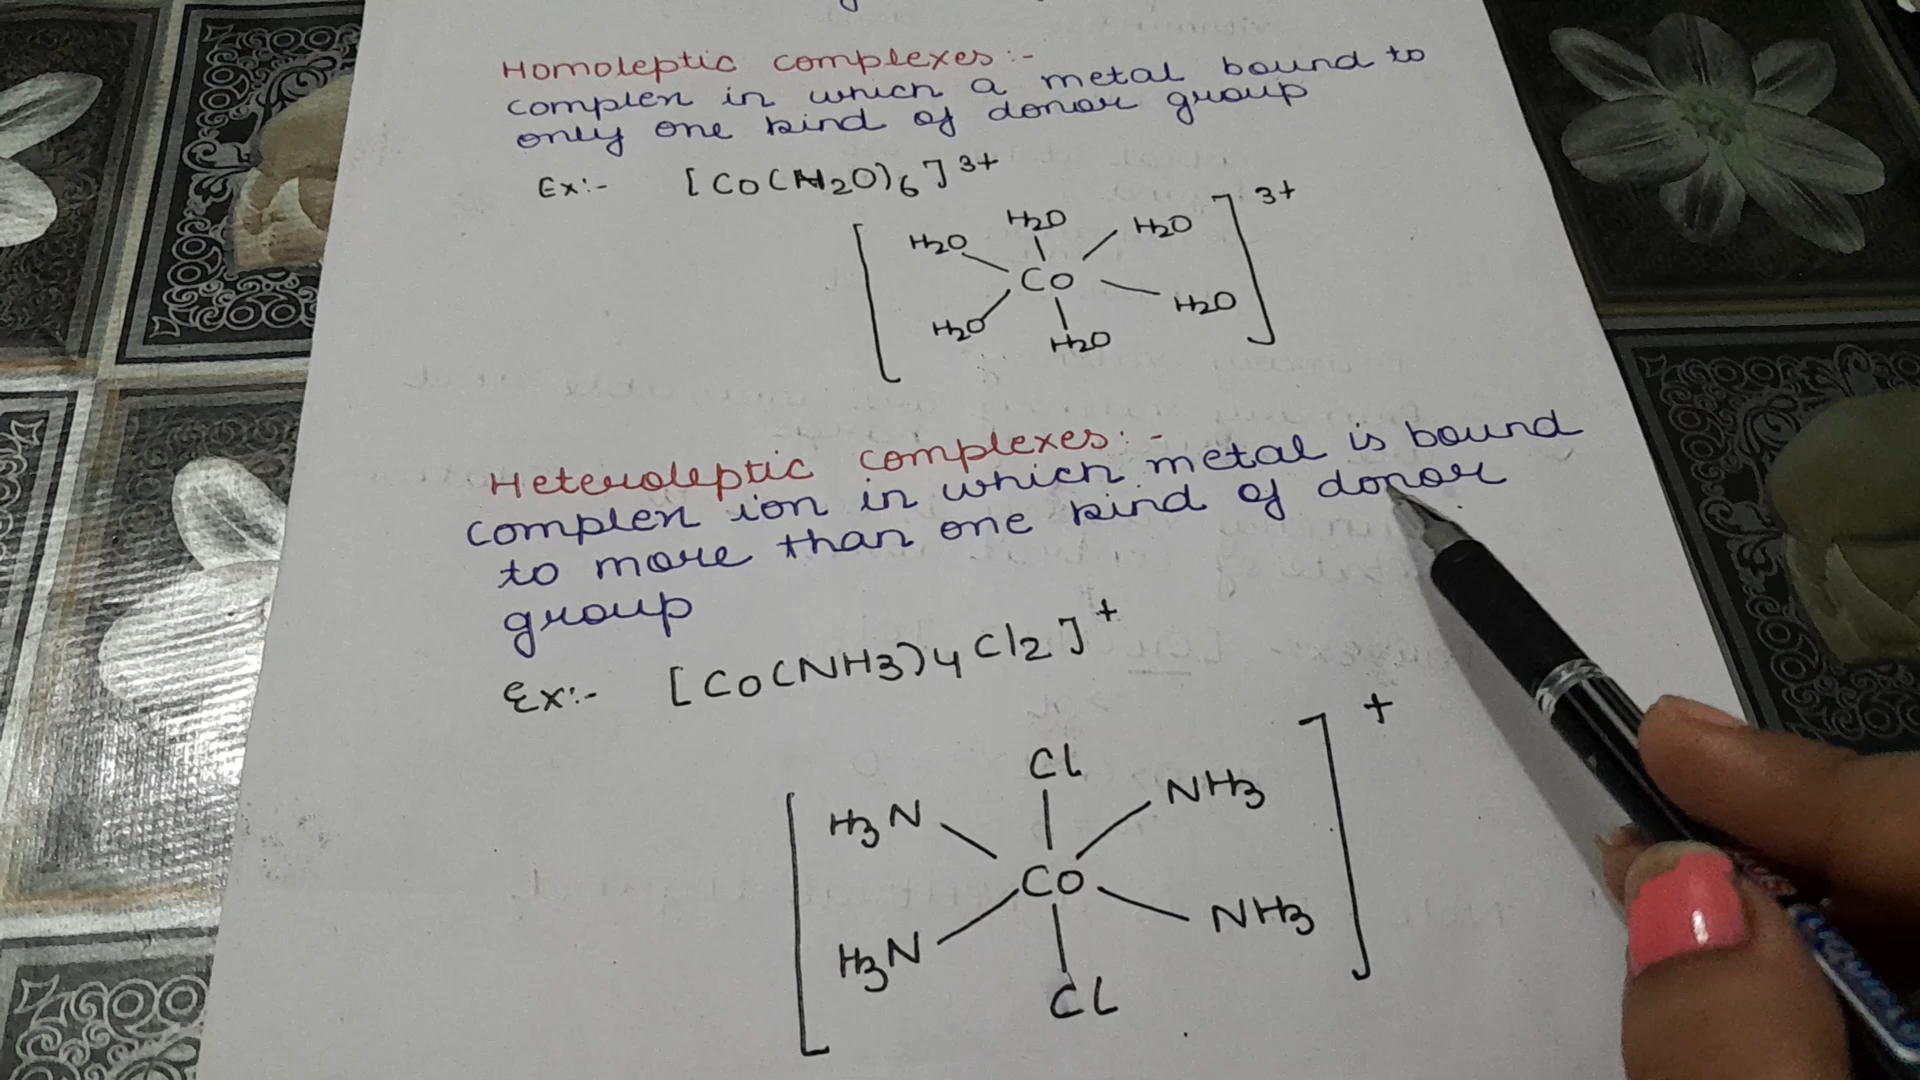 Homoleptic complexes:-
complex in which a metal bound to
only one kind of donor group
Ex:- [Co(H2O)6]3+
[ H2O H2O H2O ]3+
Co
H2O H2O H2O
Heteroleptic complexes:-
complex ion in which metal is bound
to more than one kind of donor
group
Ex:- [Co(NH3)4Cl2]+
[ H3N Cl NH3 ]+
Co
H3N Cl NH3